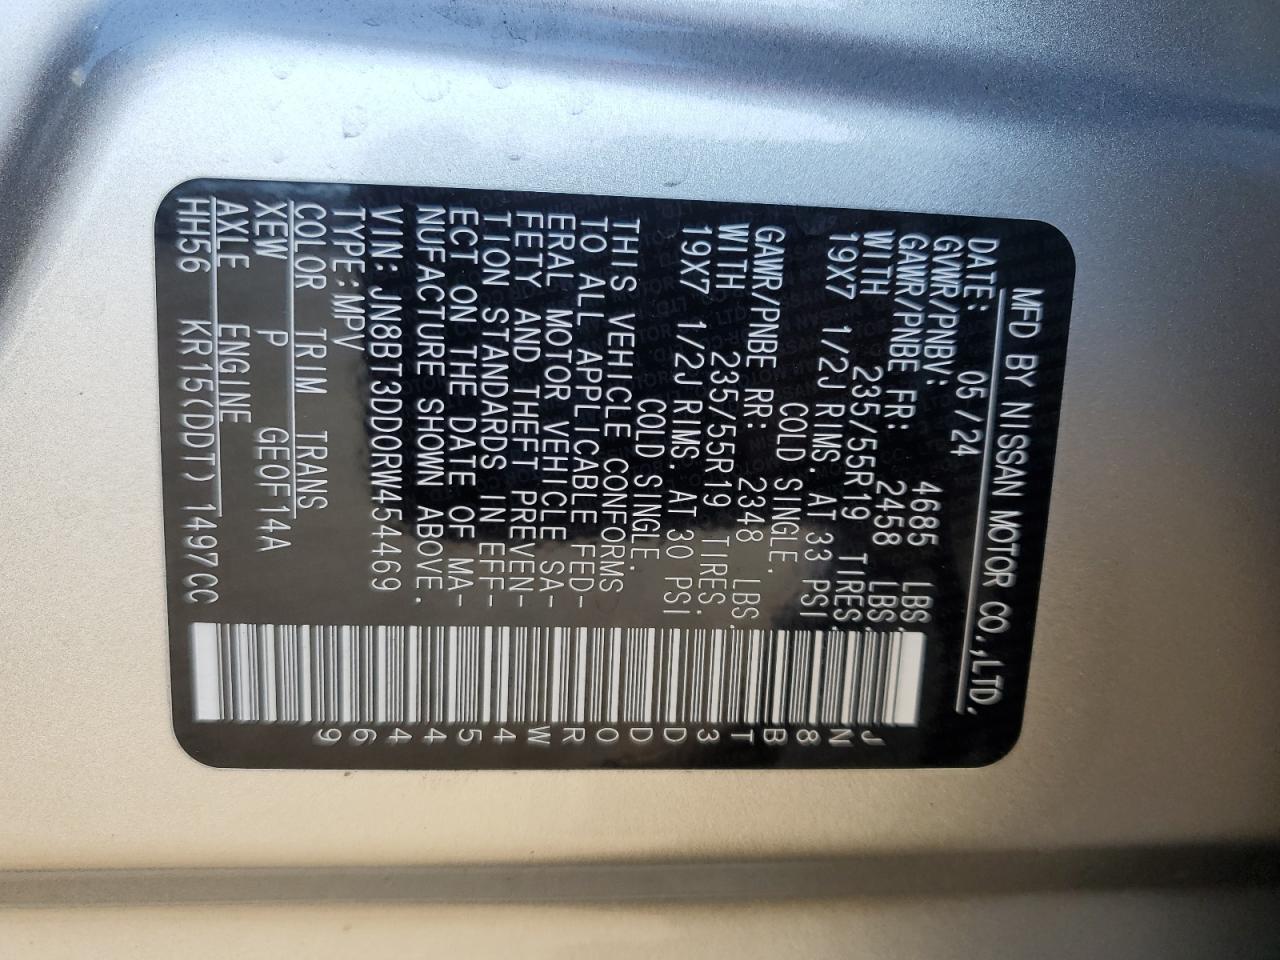 MFD BY NISSAN MOTOR CO.,LTD.
DATE: 05/24
GVWR/PNBV: 4685 LBS.
GAWR/PNBE FR: 2458 LBS.
WITH 235/55R19 TIRES.
19X7 1/2J RIMS. AT 33 PSI
COLD SINGLE.
GAWR/PNBE RR: 2348 LBS.
WITH 235/55R19 TIRES.
19X7 1/2J RIMS. AT 30 PSI
COLD SINGLE.
THIS VEHICLE CONFORMS
TO ALL APPLICABLE FED-
ERAL MOTOR VEHICLE SA-
FETY AND THEFT PREVEN-
TION STANDARDS IN EFF-
ECT ON THE DATE OF MA-
NUFACTURE SHOWN ABOVE.
VIN: JN8BT3DD0RW454469
TYPE:MPV
COLOR TRIM TRANS
XEW P GE0F14A
AXLE ENGINE
HH56 KR15(DDT) 1497CC
JN8BT3DD0RW454469